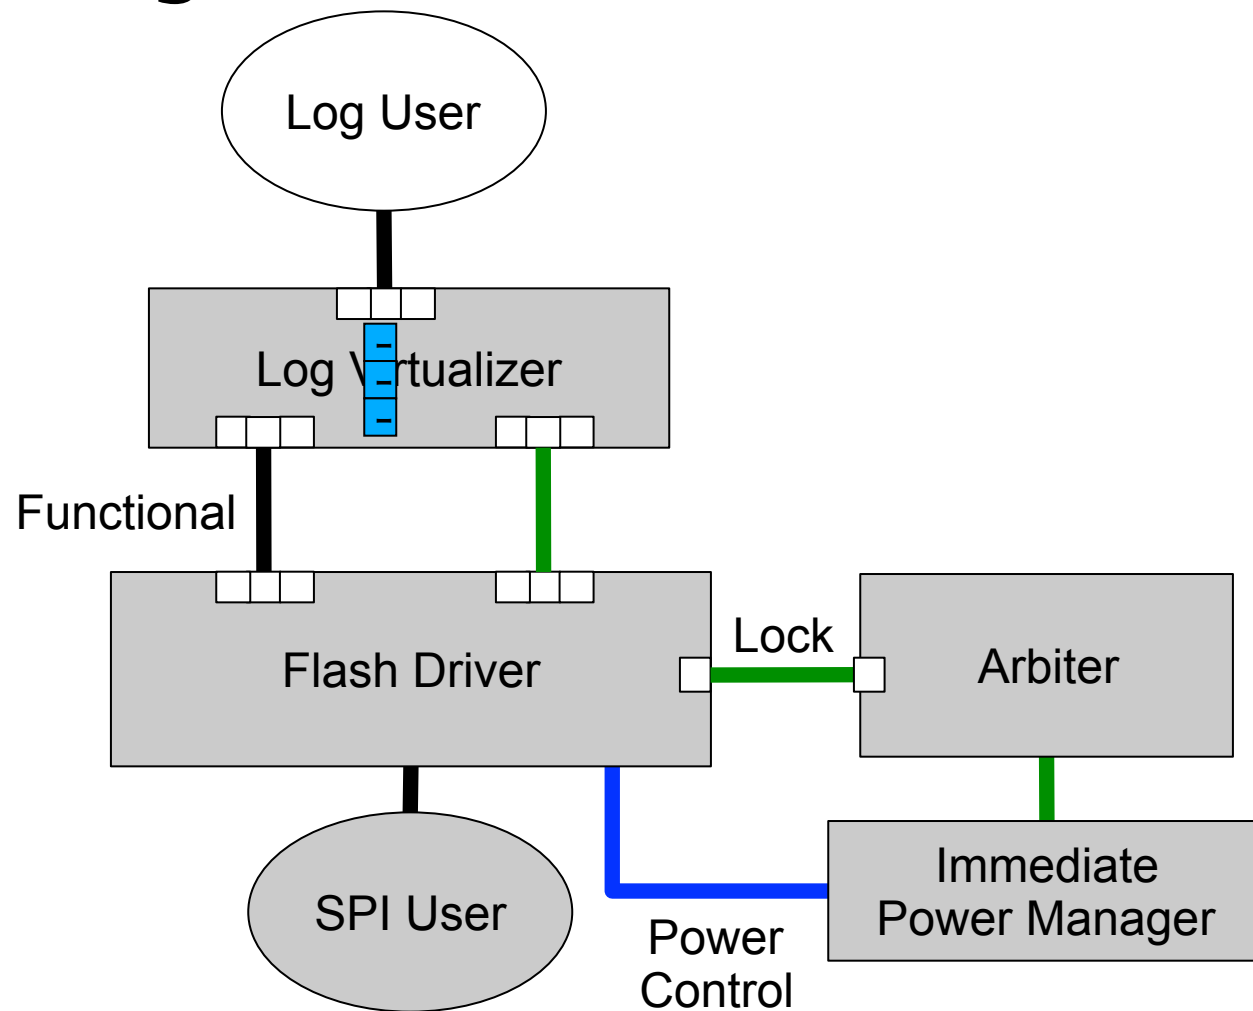 Log User
Log Virtualizer
Functional
Lock
Flash Driver
Arbiter
Immediate
Power Manager
SPI User
Power
Control